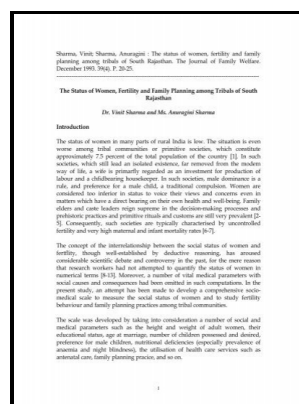 Sharma, Vinit; Sharma, Anuragini : The status of women, fertility and family
planning among tribals of South Rajasthan. The Journal of Family Welfare.
December 1993. 39(4). P. 20-25.
The Status of Women, Fertility and Family Planning among Tribals of South
Rajasthan
Dr. Vinit Sharma and Ms. Anuragini Sharma
Introduction
The status of women in many parts of rural India is low. The situation is even
worse among tribal communities or primitive societies, which constitute
approximately 7.5 percent of the total population of the country [1]. In such
societies, which still lead an isolated existence, far removed from the modern
way of life, a wife is primarily regarded as an investment for production of
labour and a childbearing housekeeper. In such societies, male dominance is a
rule, and preference for a male child, a traditional compulsion. Women are
considered too inferior in status to voice their views and concerns even in
matters which have a direct bearing on their own health and well-being. Family
elders and caste leaders reign supreme in the decision-making processes and
prehistoric practices and primitive rituals and customs are still very prevalent [2-
5]. Consequently, such societies are typically characterised by uncontrolled
fertility and very high maternal and infant mortality rates [6-7].
The concept of the interrelationship between the social status of women and
fertility, though well-established by deductive reasoning, has aroused
considerable scientific debate and controversy in the past, for the mere reason
that research workers had not attempted to quantify the status of women in
numerical terms [8-13]. Moreover, a number of vital medical parameters with
social causes and consequences had been omitted in such computations. In the
present study, an attempt has been made to develop a comprehensive socio-
medical scale to measure the social status of women and to study fertility
behaviour and family planning practices among tribal communities.
The scale was developed by taking into consideration a number of social and
medical parameters such as the height and weight of adult women, their
educational status, age at marriage, number of children possessed and desired,
preference for male children, nutritional deficiencies (especially prevalence of
anaemia and night blindness), the utilisation of health care services such as
antenatal care, family planning practice, and so on.
1